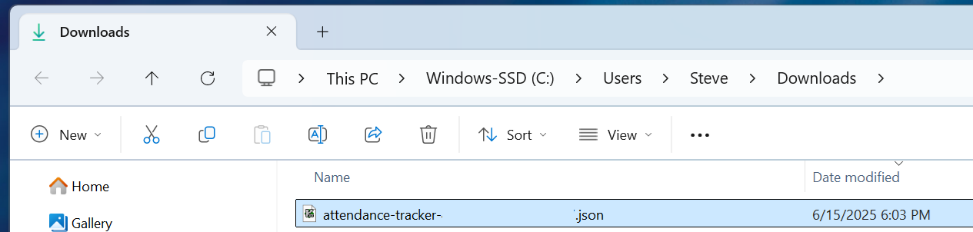 Downloads
This PC > Windows-SSD (C:) > Users > Steve > Downloads >
New Sort View
Name Date modified
Home
attendance-tracker- .json 6/15/2025 6:03 PM
Gallery